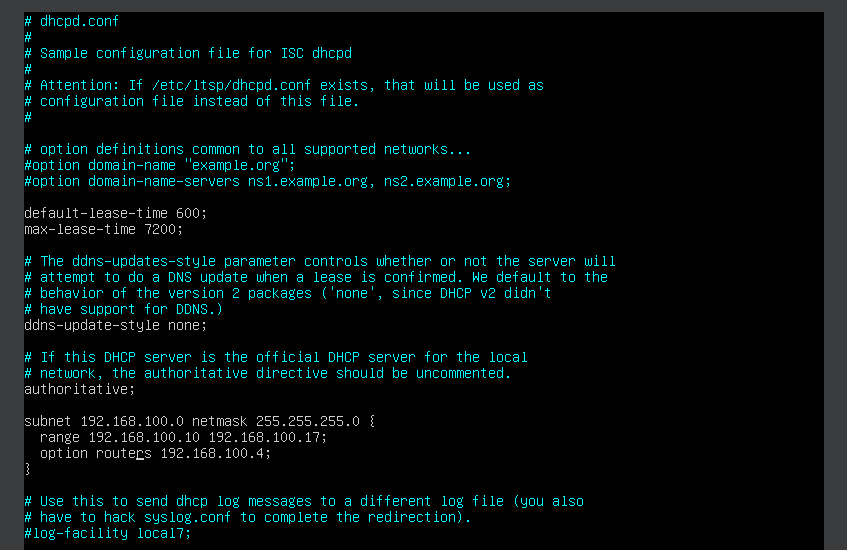 # dhcpd.conf
#
# Sample configuration file for ISC dhcpd
#
# Attention: If /etc/ltsp/dhcpd.conf exists, that will be used as
# configuration file instead of this file.
#
# option definitions common to all supported networks...
#option domain-name "example.org";
#option domain-name-servers ns1.example.org, ns2.example.org;
default-lease-time 600;
max-lease-time 7200;
# The ddns-updates-style parameter controls whether or not the server will
# attempt to do a DNS update when a lease is confirmed. We default to the
# behavior of the version 2 packages ('none', since DHCP v2 didn't
# have support for DDNS.)
ddns-update-style none;
# If this DHCP server is the official DHCP server for the local
# network, the authoritative directive should be uncommented.
authoritative;
subnet 192.168.100.0 netmask 255.255.255.0 {
  range 192.168.100.10 192.168.100.17;
  option routers 192.168.100.4;
}
# Use this to send dhcp log messages to a different log file (you also
# have to hack syslog.conf to complete the redirection).
#log-facility local7;